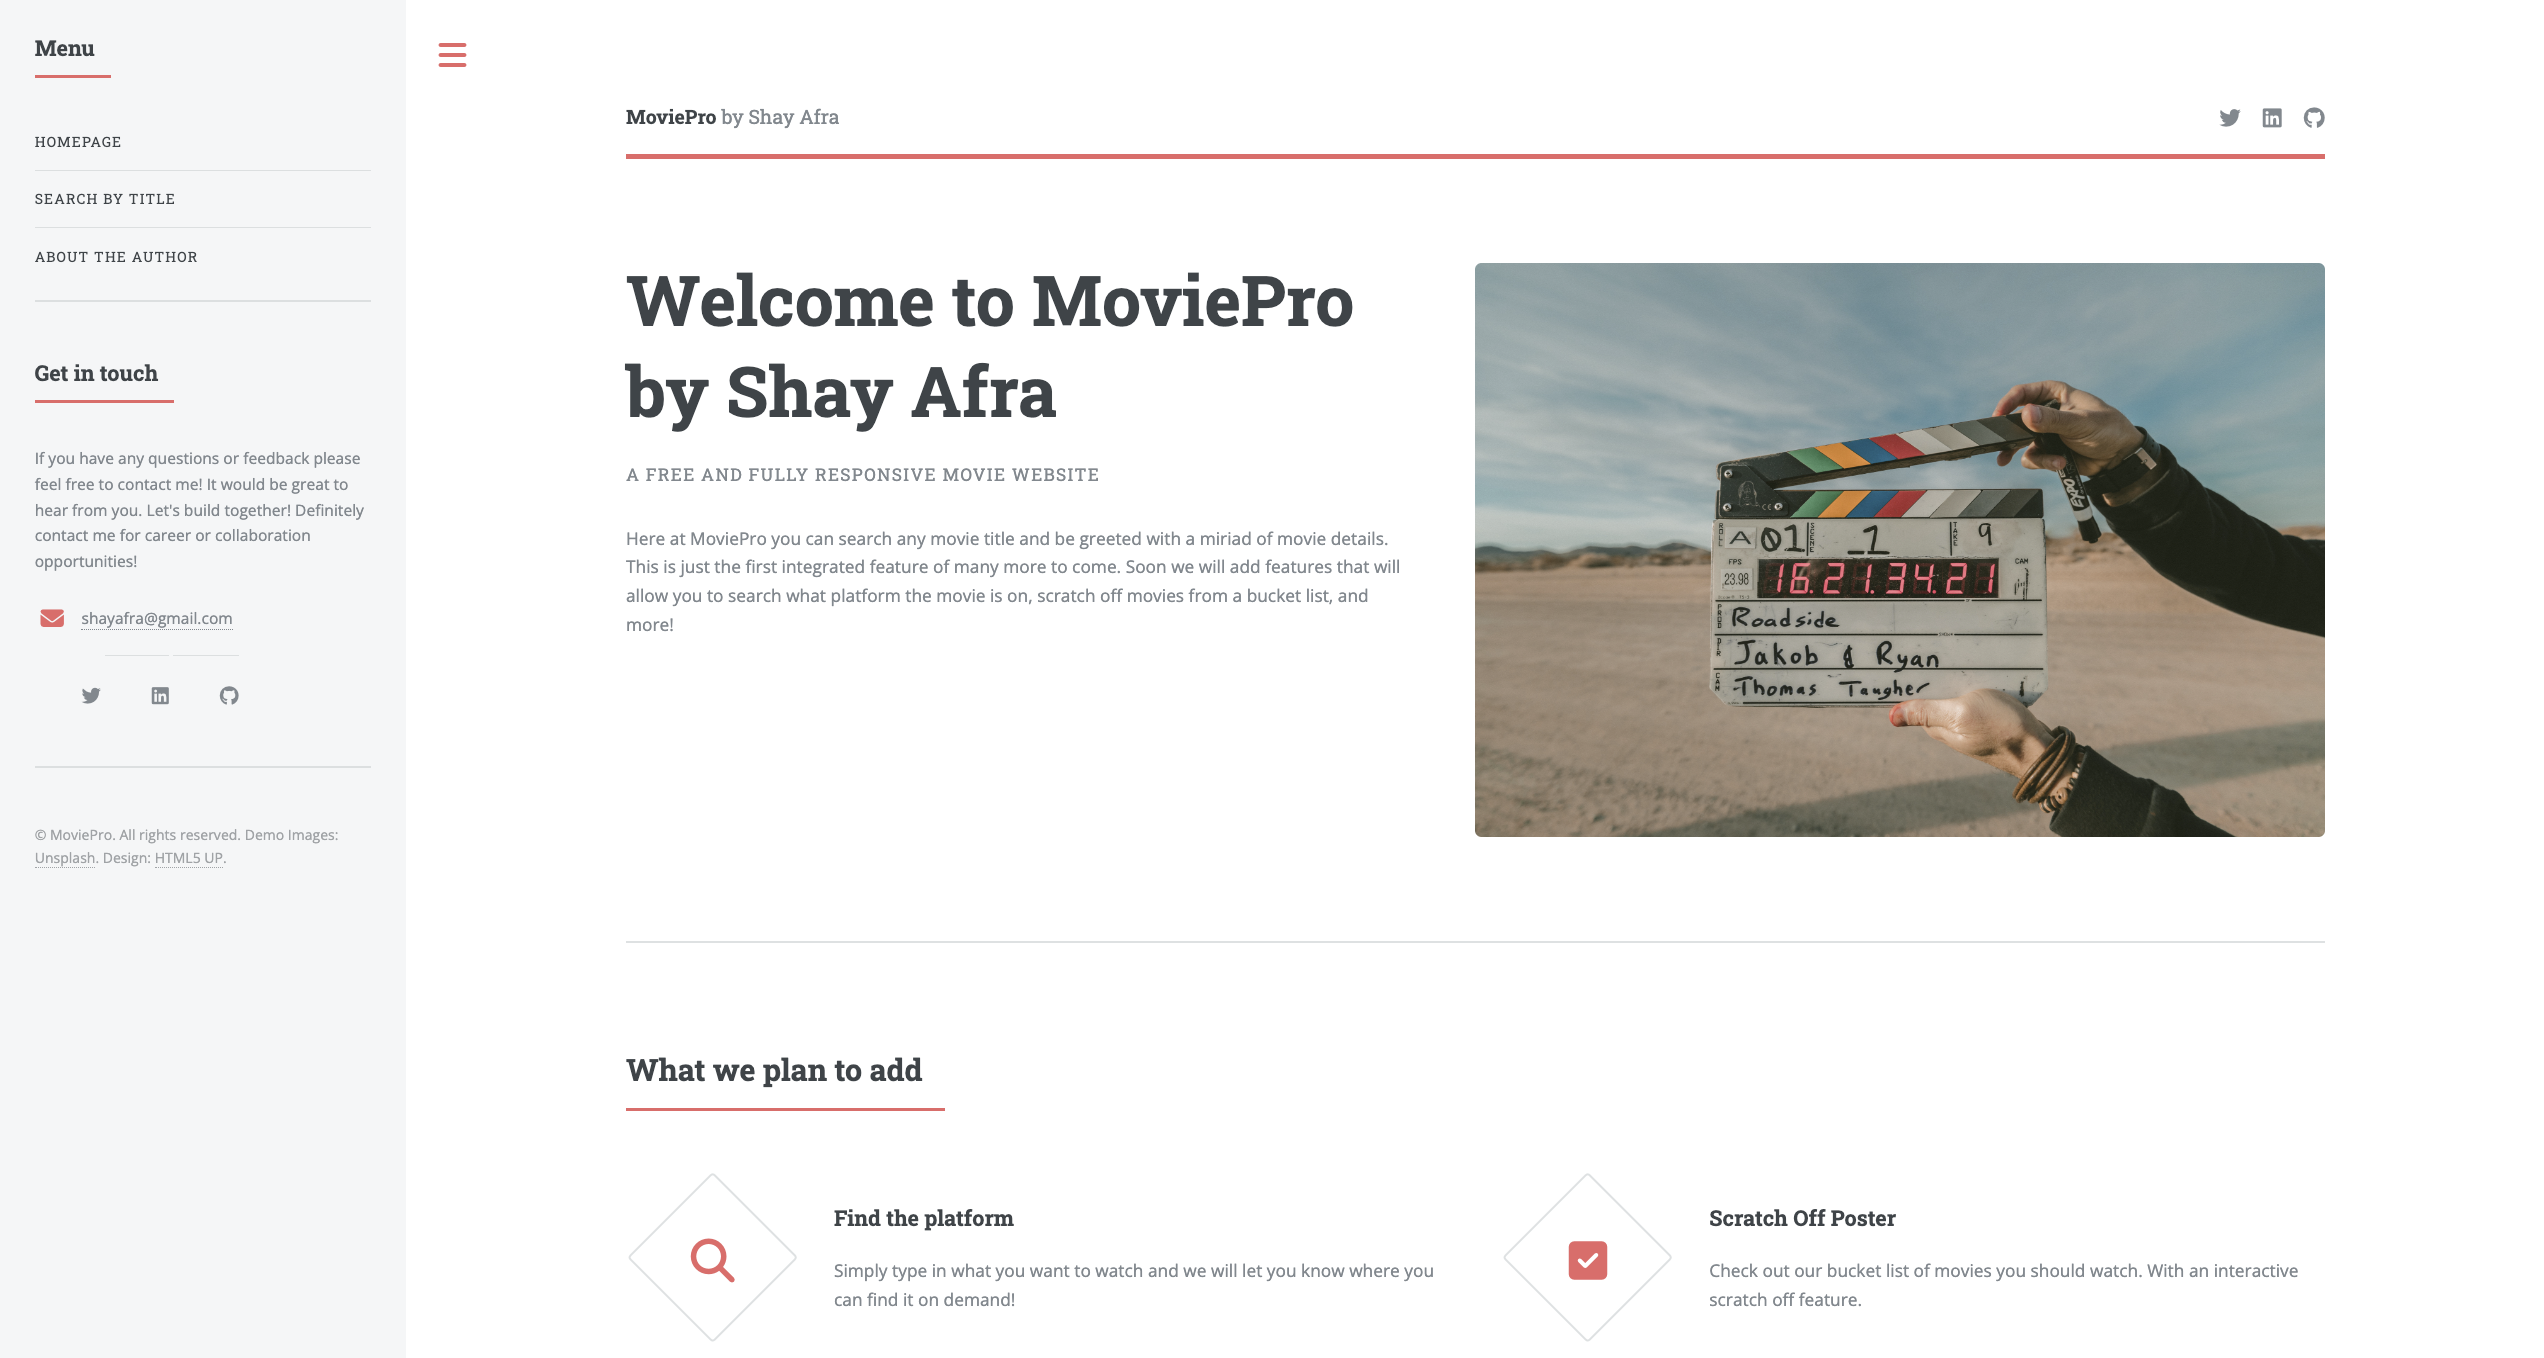 Menu
HOMEPAGE
SEARCH BY TITLE
ABOUT THE AUTHOR
Get in touch
If you have any questions or feedback please
feel free to contact me! It would be great to
hear from you. Let's build together! Definitely
contact me for career or collaboration
opportunities!
shayafra@gmail.com
© MoviePro. All rights reserved. Demo Images:
Unsplash. Design: HTML5 UP.
MoviePro by Shay Afra
Welcome to MoviePro
by Shay Afra
A FREE AND FULLY RESPONSIVE MOVIE WEBSITE
Here at MoviePro you can search any movie title and be greeted with a miriad of movie details.
This is just the first integrated feature of many more to come. Soon we will add features that will
allow you to search what platform the movie is on, scratch off movies from a bucket list, and
more!
EXPO
ROLL A 01 SCENE 1 TAKE 9
FPS CAM
23.98 16.21.34.21
PROD Roadside
DIR Jakob & Ryan
CAM Thomas Taugher
What we plan to add
Find the platform
Simply type in what you want to watch and we will let you know where you
can find it on demand!
Scratch Off Poster
Check out our bucket list of movies you should watch. With an interactive
scratch off feature.